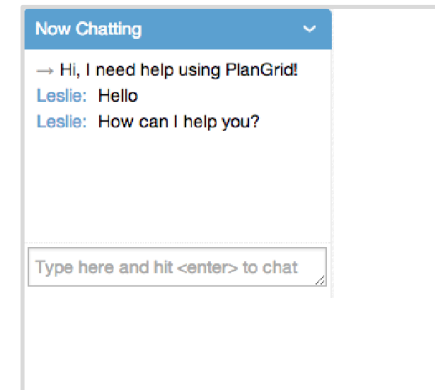 Now Chatting
→ Hi, I need help using PlanGrid!
Leslie: Hello
Leslie: How can I help you?
Type here and hit <enter> to chat